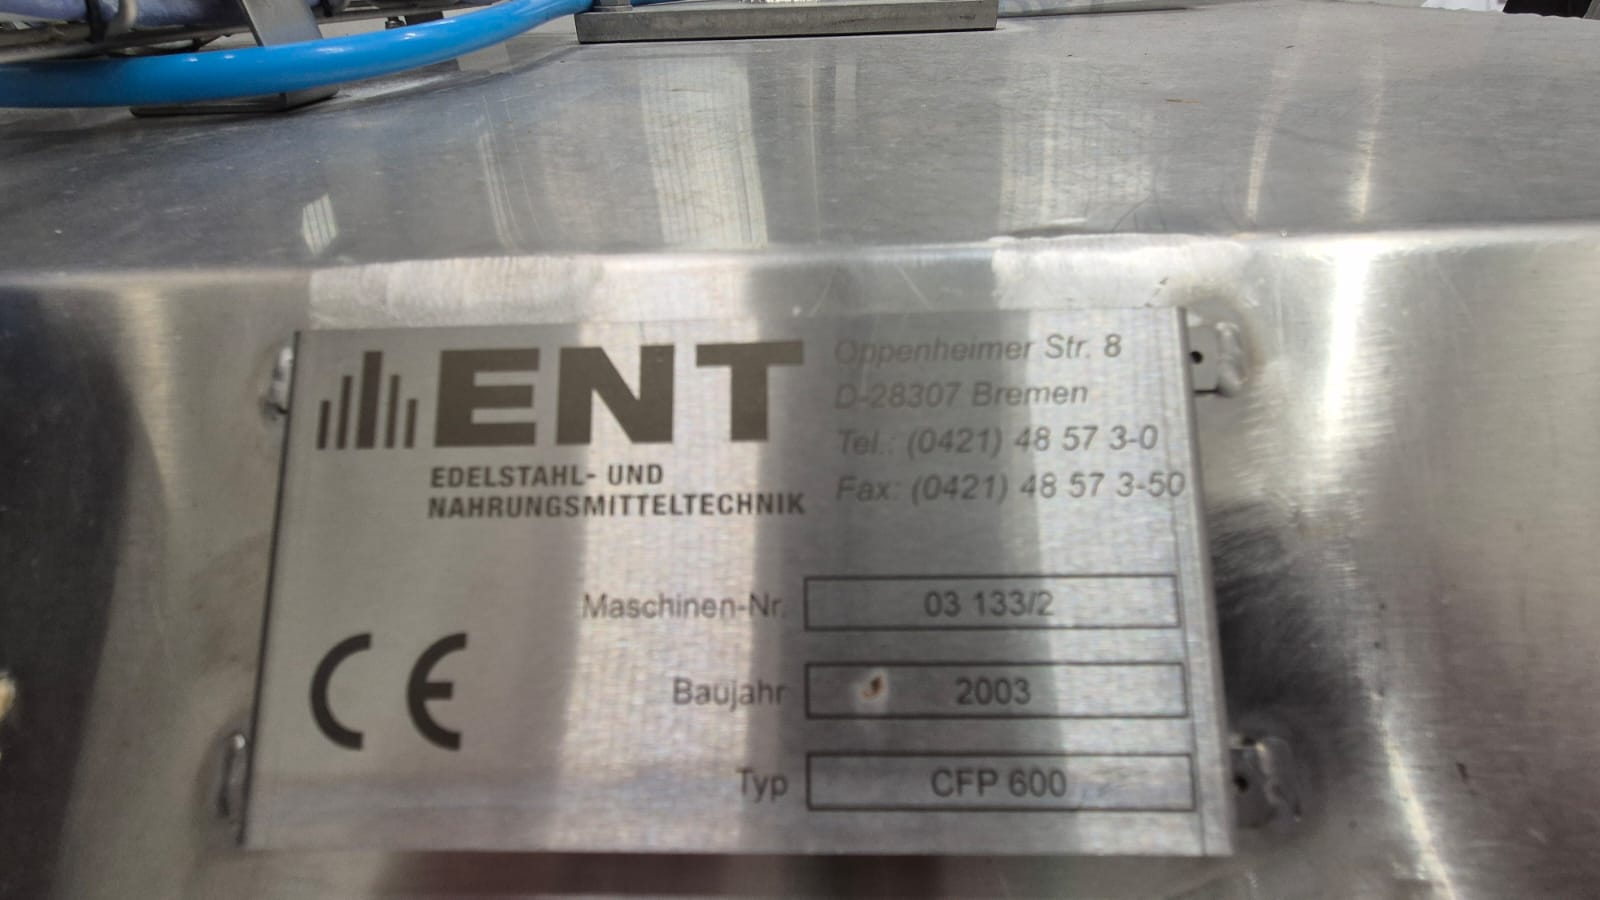 ENT
EDELSTAHL- UND
NAHRUNGSMITTELTECHNIK
Oppenheimer Str. 8
D-28307 Bremen
Tel.: (0421) 48 57 3-0
Fax: (0421) 48 57 3-50
Maschinen-Nr. 03 133/2
Baujahr 2003
Typ CFP 600
CE